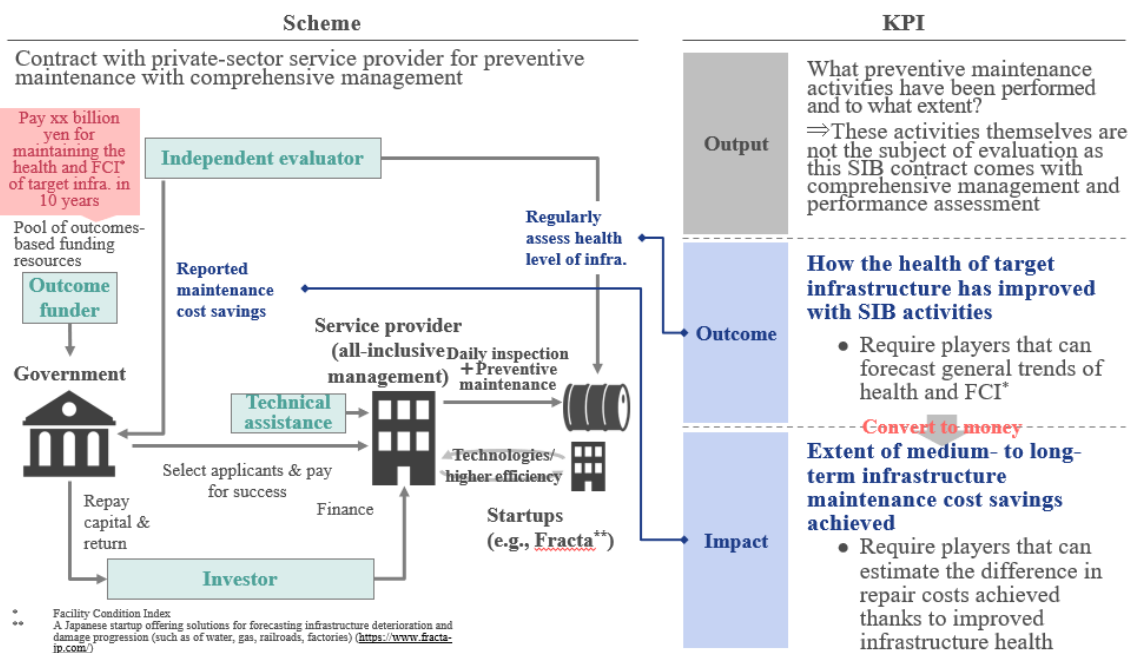 Scheme
Contract with private-sector service provider for preventive
maintenance with comprehensive management
Pay xx billion
yen for
maintaining the
health and FCI*
of target infra. in
10 years
Pool of outcomes-
based funding
resources
Outcome
funder
Government
Independent evaluator
Reported
maintenance
cost savings
Regularly
assess health
level of infra.
Service provider
(all-inclusive
management)
Daily inspection
+Preventive
maintenance
Technical
assistance
Select applicants & pay
for success
Technologies/
higher efficiency
Repay
capital &
return
Finance
Startups
(e.g., Fracta**)
Investor
* Facility Condition Index
** A Japanese startup offering solutions for forecasting infrastructure deterioration and
damage progression (such as of water, gas, railroads, factories) (https://www.fracta-
jp.com/)
KPI
Output
What preventive maintenance
activities have been performed
and to what extent?
⇒These activities themselves are
not the subject of evaluation as
this SIB contract comes with
comprehensive management and
performance assessment
Outcome
How the health of target
infrastructure has improved
with SIB activities
● Require players that can
forecast general trends of
health and FCI*
Convert to money
Impact
Extent of medium- to long-
term infrastructure
maintenance cost savings
achieved
● Require players that can
estimate the difference in
repair costs achieved
thanks to improved
infrastructure health